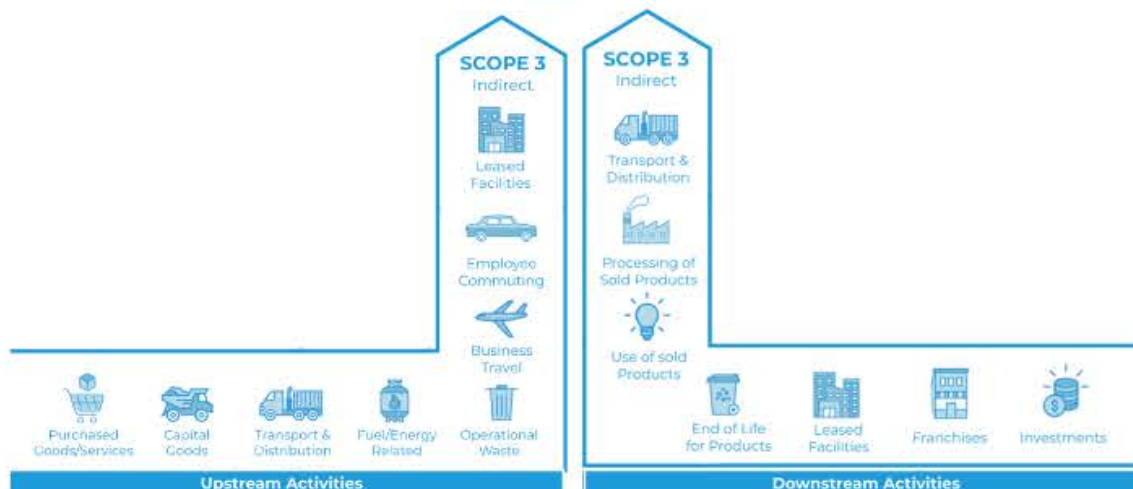 SCOPE 3
Indirect
Leased
Facilities
Employee
Commuting
Business
Travel
Purchased
Goods/Services
Capital
Goods
Transport &
Distribution
Fuel/Energy
Related
Operational
Waste
Upstream Activities
SCOPE 3
Indirect
Transport &
Distribution
Processing of
Sold Products
Use of sold
Products
End of Life
for Products
Leased
Facilities
Franchises
Investments
Downstream Activities